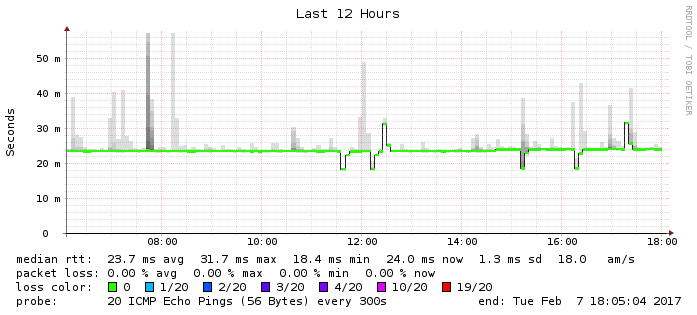 Last 12 Hours
RRDTOOL / TOBI OETIKER
Seconds
50 m
40 m
30 m
20 m
10 m
0
08:00 10:00 12:00 14:00 16:00 18:00
median rtt: 23.7 ms avg 31.7 ms max 18.4 ms min 24.0 ms now 1.3 ms sd 18.0 am/s
packet loss: 0.00 % avg 0.00 % max 0.00 % min 0.00 % now
loss color: 0 1/20 2/20 3/20 4/20 10/20 19/20
probe: 20 ICMP Echo Pings (56 Bytes) every 300s end: Tue Feb 7 18:05:04 2017